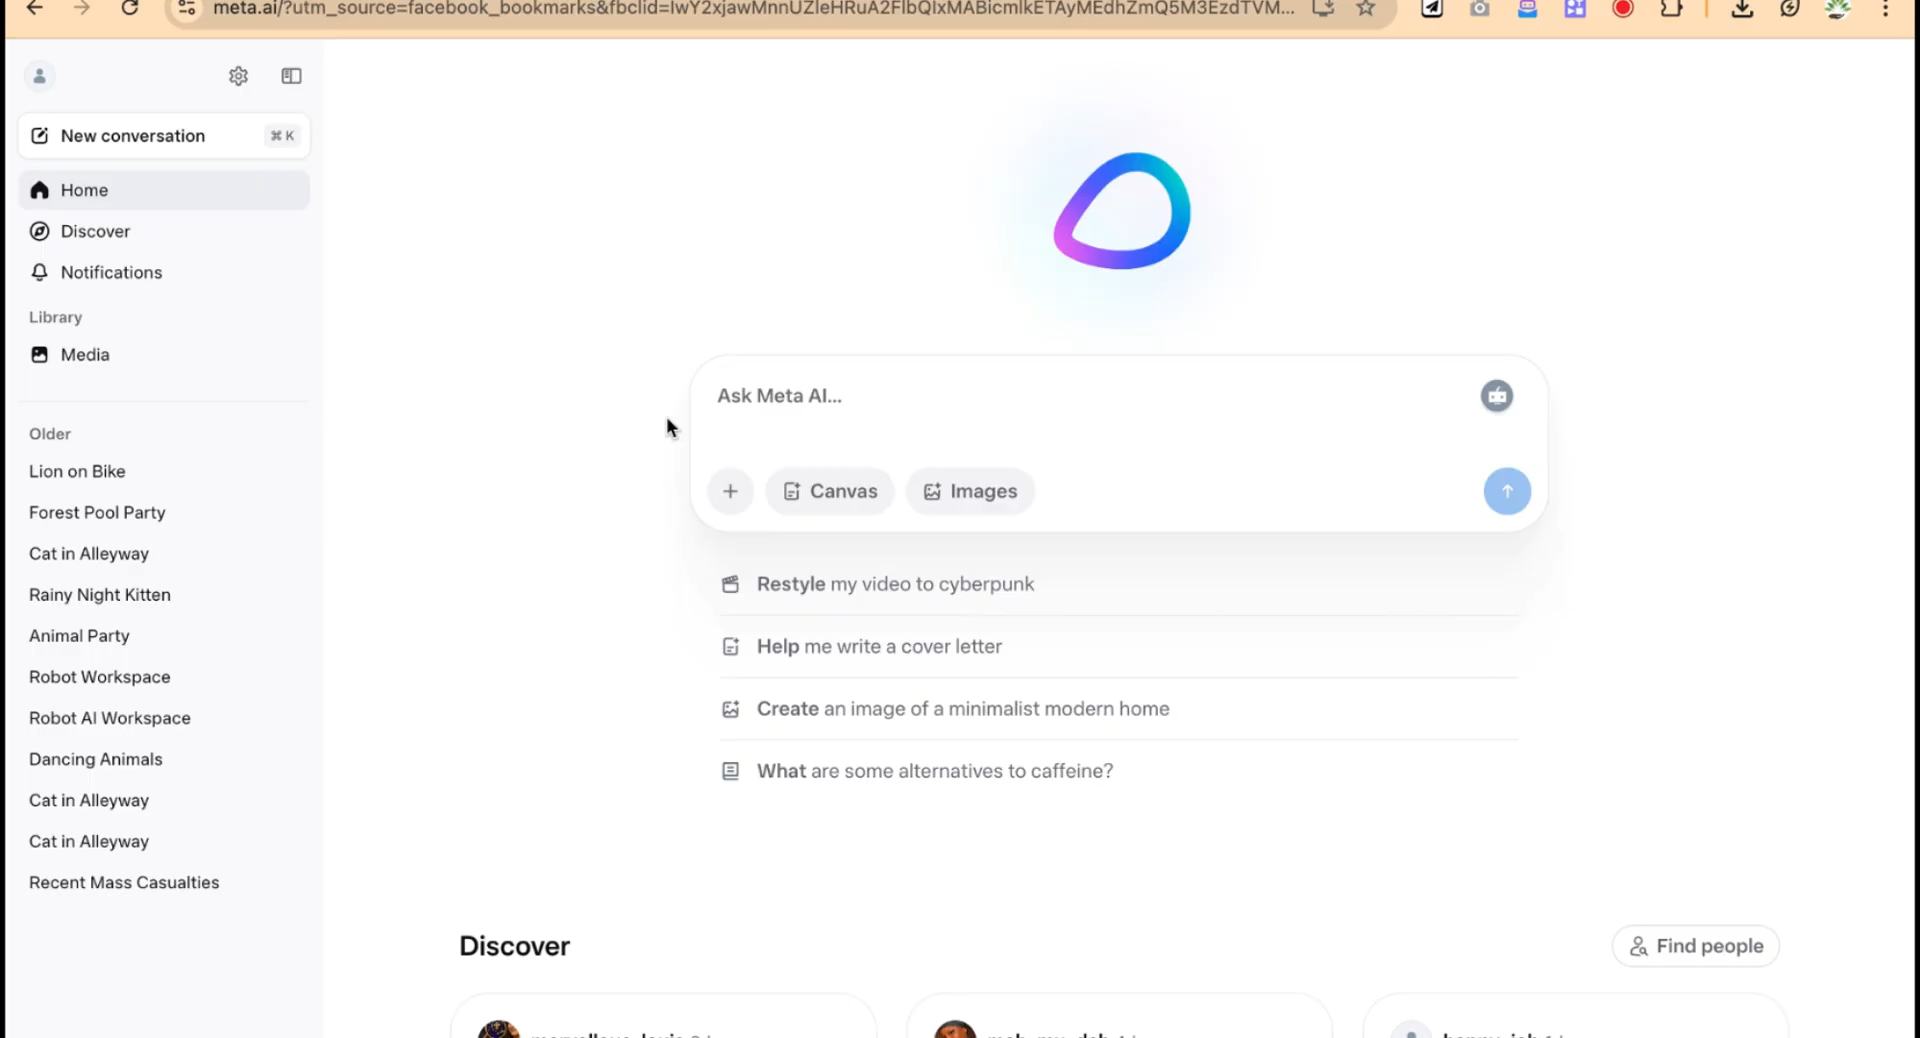 meta.ai/?utm_source=facebook_bookmarks&fbclid=IwY2xjawMnnUZleHRuA2FlbQIxMABicmlkETAyMEdhZmQ5M3EzdTVM...
New conversation ⌘ K
Home
Discover
Notifications
Library
Media
Older
Lion on Bike
Forest Pool Party
Cat in Alleyway
Rainy Night Kitten
Animal Party
Robot Workspace
Robot AI Workspace
Dancing Animals
Cat in Alleyway
Cat in Alleyway
Recent Mass Casualties
Ask Meta AI...
Canvas
Images
Restyle my video to cyberpunk
Help me write a cover letter
Create an image of a minimalist modern home
What are some alternatives to caffeine?
Discover
Find people